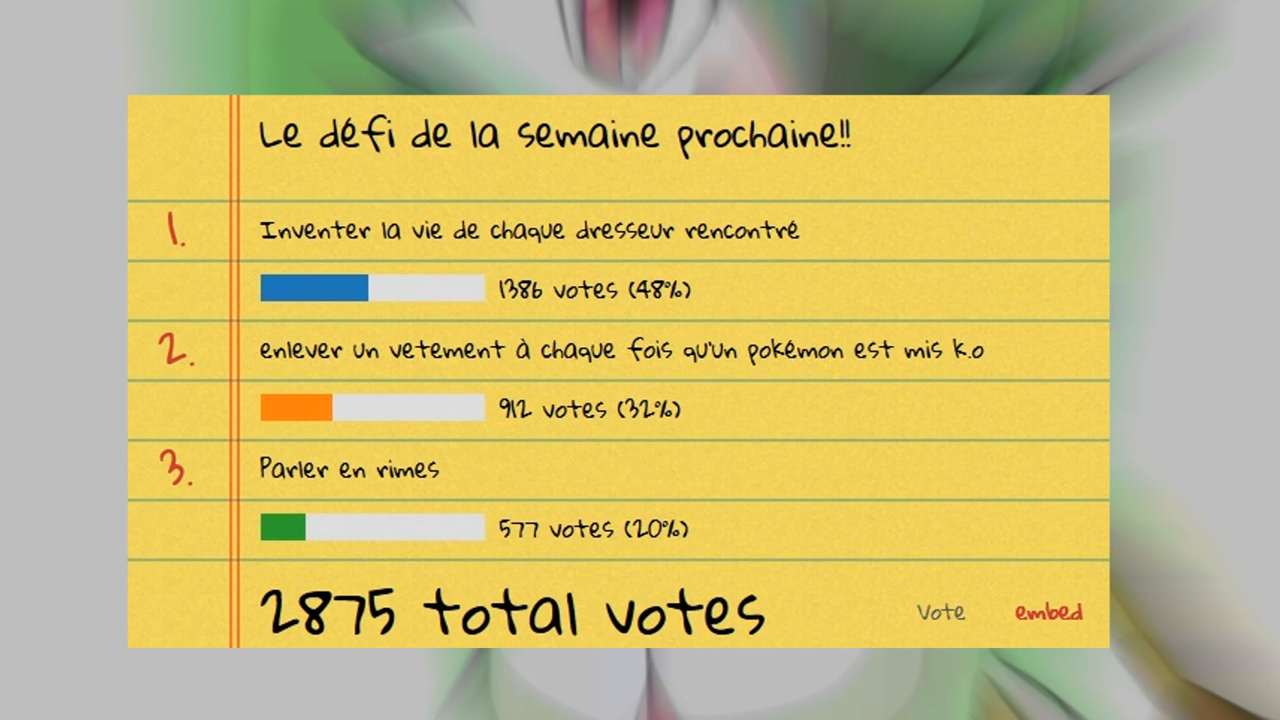 Le défi de la semaine prochaine!!
1. Inventer la vie de chaque dresseur rencontré
1386 votes (48%)
2. enlever un vetement à chaque fois qu'un pokémon est mis k.o
912 votes (32%)
3. Parler en rimes
577 votes (20%)
2875 total votes
Vote embed